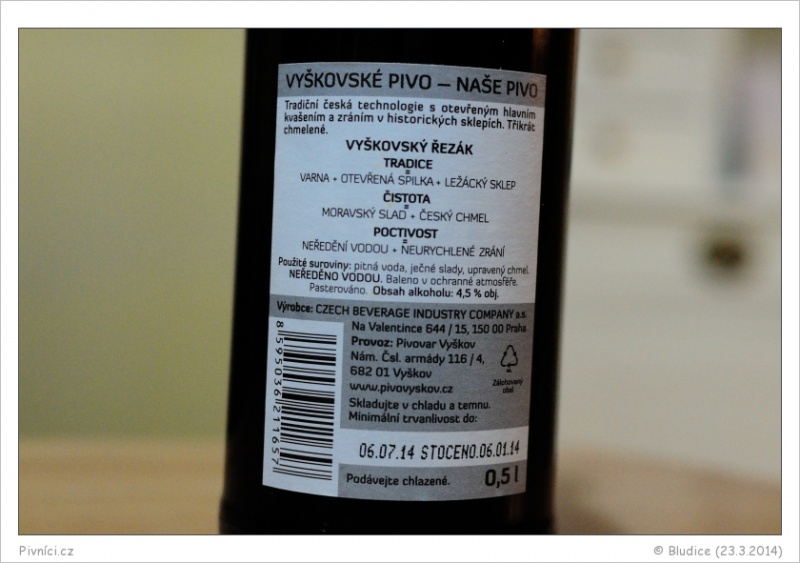 VYŠKOVSKÉ PIVO – NAŠE PIVO
Tradiční česká technologie s otevřeným hlavním
kvašením a zráním v historických sklepích. Třikrát
chmelené.
VYŠKOVSKÝ ŘEZÁK
TRADICE
=
VARNA + OTEVŘENÁ SPILKA + LEŽÁCKÝ SKLEP
ČISTOTA
=
MORAVSKÝ SLAD + ČESKÝ CHMEL
POCTIVOST
=
NEŘEDĚNÍ VODOU + NEURYCHLENÉ ZRÁNÍ
Použité suroviny: pitná voda, ječné slady, upravený chmel.
NEŘEDĚNO VODOU. Baleno v ochranné atmosféře.
Pasterováno. Obsah alkoholu: 4,5 % obj.
Výrobce: CZECH BEVERAGE INDUSTRY COMPANY a.s.
Na Valentince 644 / 15, 150 00 Praha
Provoz: Pivovar Vyškov
Nám. Čsl. armády 116 / 4,
682 01 Vyškov
www.pivovyskov.cz
Zálohovaný
obal
Skladujte v chladu a temnu.
Minimální trvanlivost do:
8 595036 211657
06.07.14 STOCENO.06.01.14
Podávejte chlazené. 0,5 l
Pivníci.cz
© Bludice (23.3.2014)